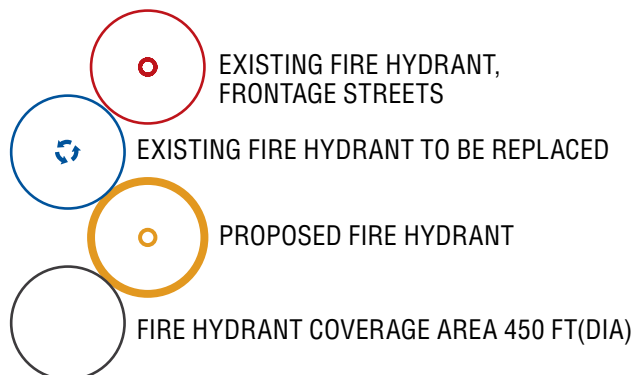 EXISTING FIRE HYDRANT,
FRONTAGE STREETS
EXISTING FIRE HYDRANT TO BE REPLACED
PROPOSED FIRE HYDRANT
FIRE HYDRANT COVERAGE AREA 450 FT(DIA)